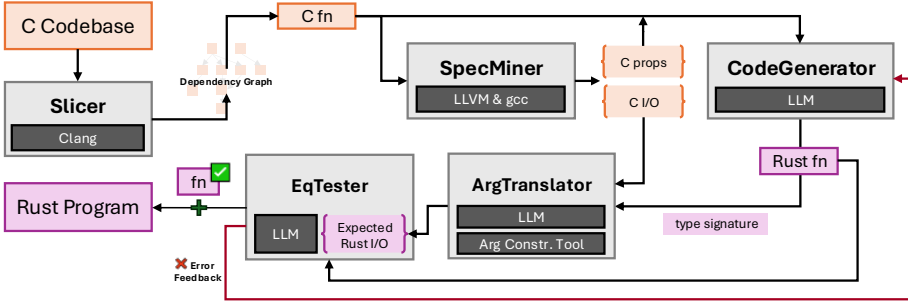 C Codebase
C fn
Slicer
Clang
Dependency Graph
SpecMiner
LLVM & gcc
C props
C I/O
CodeGenerator
LLM
Rust fn
type signature
ArgTranslator
LLM
Arg Constr. Tool
EqTester
LLM
Expected
Rust I/O
fn
Rust Program
Error
Feedback